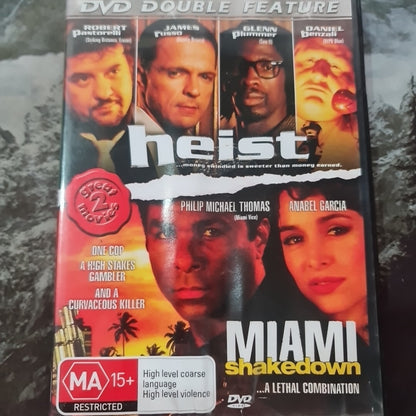 DVD DOUBLE FEATURE
ROBERT Pastorelli
JAMES Russo
GLENN Plummer
DANIEL Benzali
heist
...money swindled is sweeter than money earned.
GREAT 2 MOVIES
PHILIP MICHAEL THOMAS
(Miami Vice)
ANABEL GARCIA
ONE COP
A HIGH STAKES
GAMBLER
AND A
CURVACEOUS KILLER
MIAMI
shakedown
...A LETHAL COMBINATION
MA 15+
RESTRICTED
High level coarse
language
High level violence
DVD